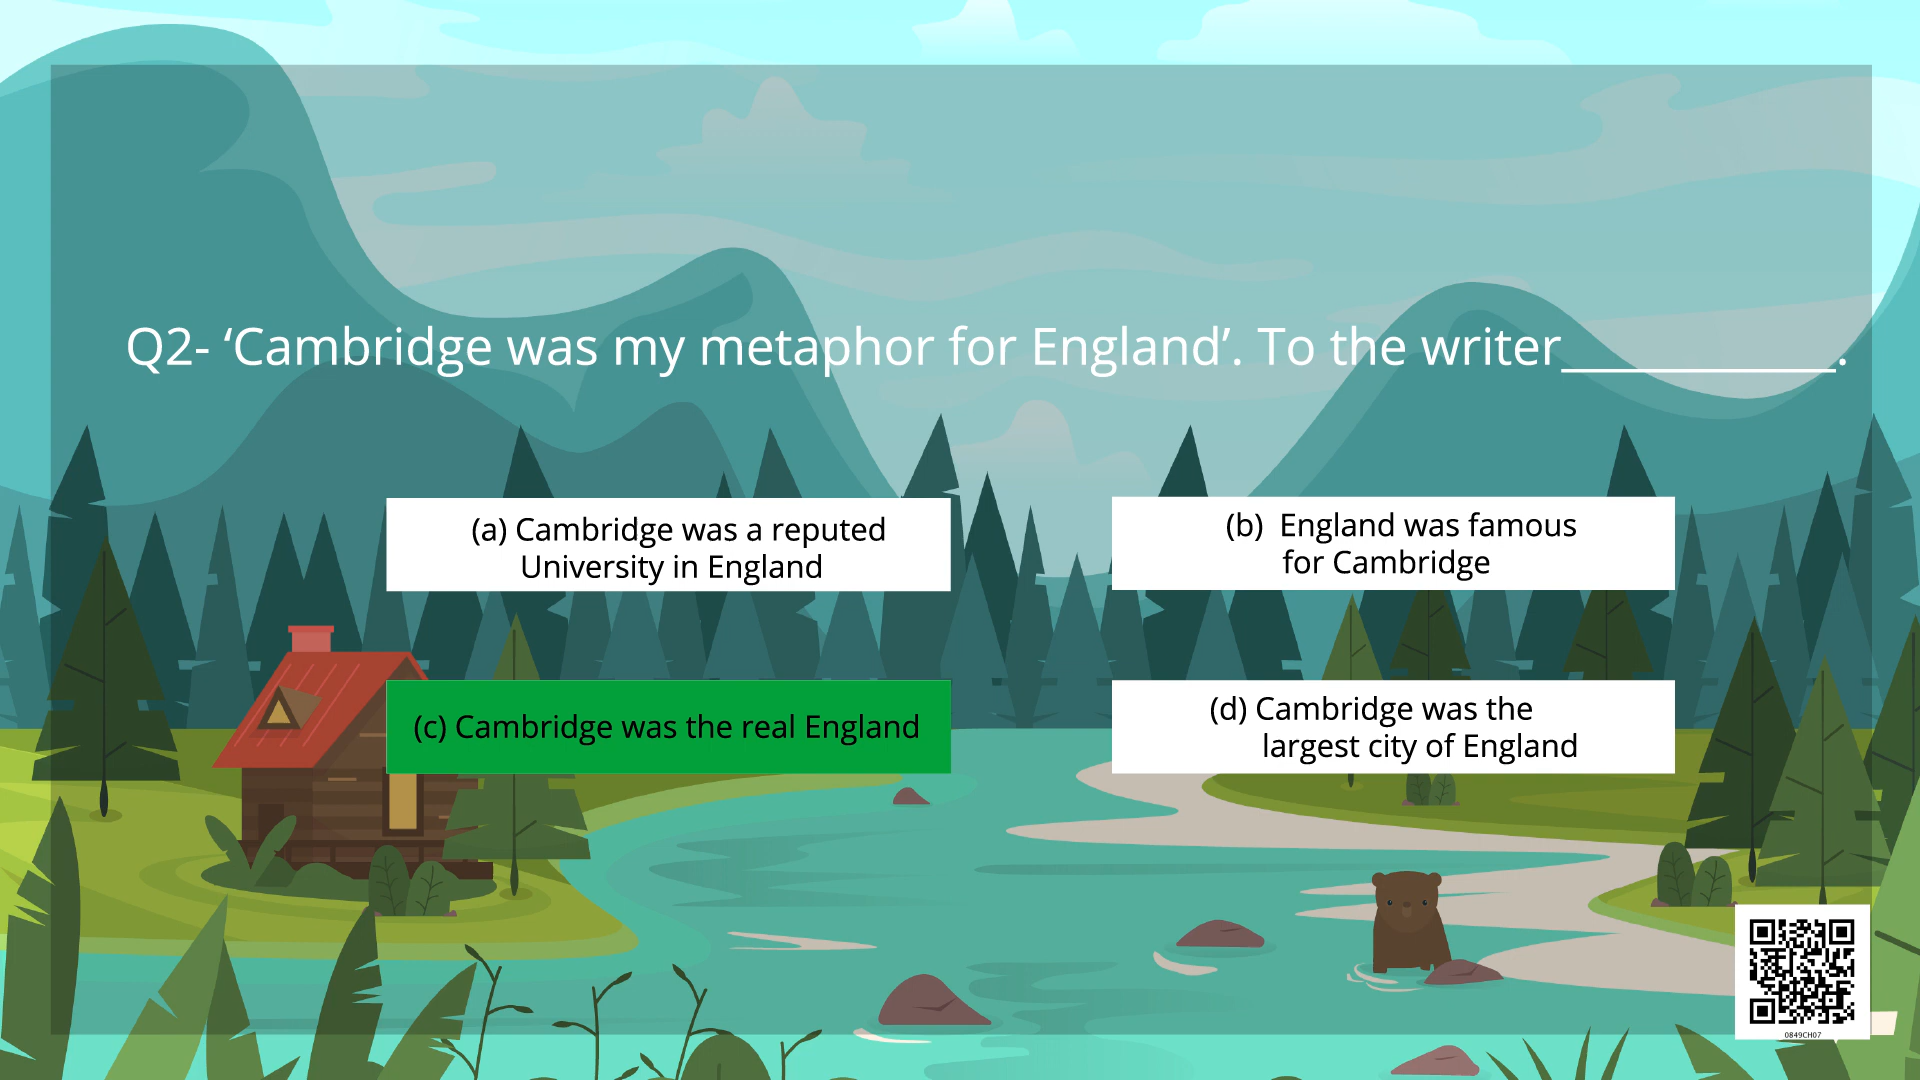 Q2- ‘Cambridge was my metaphor for England’. To the writer___________.
(a) Cambridge was a reputed
University in England
(b) England was famous
for Cambridge
(c) Cambridge was the real England
(d) Cambridge was the
largest city of England
0849CH07